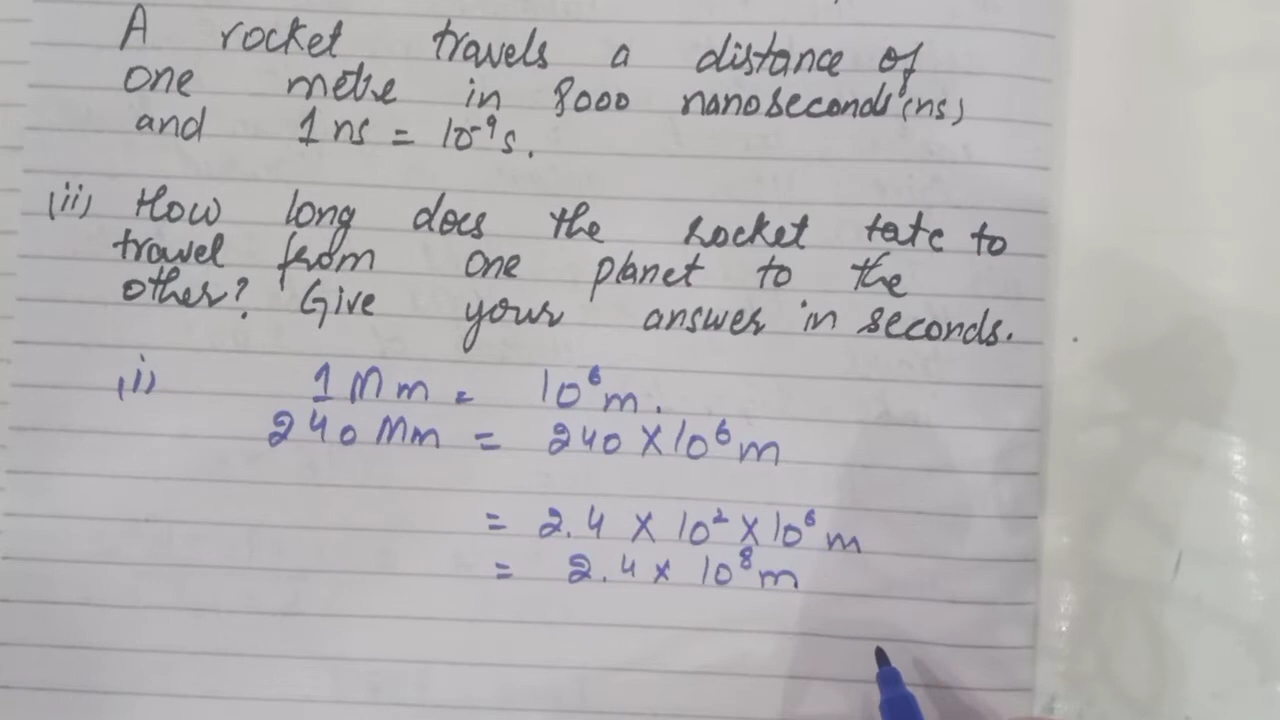 A rocket travels a distance of
one metre in 8000 nanoseconds (ns)
and 1 ns = 10⁻⁹s.
(ii) How long does the rocket take to
travel from one planet to the
other? Give your answer in seconds.
(i) 1 Mm = 10⁶m.
240 Mm = 240 X 10⁶ m
= 2.4 X 10² X 10⁶ m
= 2.4 x 10⁸ m